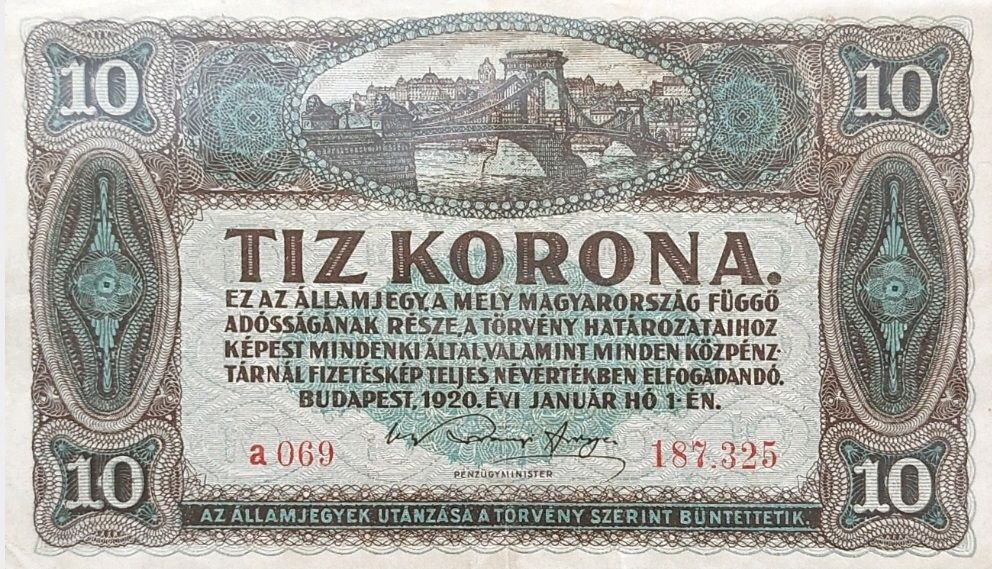 10 10
TIZ KORONA.
EZ AZ ÁLLAMJEGY, A MELY MAGYARORSZÁG FÜGGŐ
ADÓSSÁGÁNAK RÉSZE, A TÖRVÉNY HATÁROZATAIHOZ
KÉPEST MINDENKI ÁLTAL, VALAMINT MINDEN KÖZPÉNZ-
TÁRNÁL FIZETÉSKÉP TELJES NÉVÉRTÉKBEN ELFOGADANDÓ.
BUDAPEST, 1920. ÉVI JANUÁR HÓ 1-ÉN.
a 069 187.325
PÉNZÜGYMINISTER
10 10
AZ ÁLLAMJEGYEK UTÁNZÁSA A TÖRVÉNY SZERINT BÜNTETTETIK.